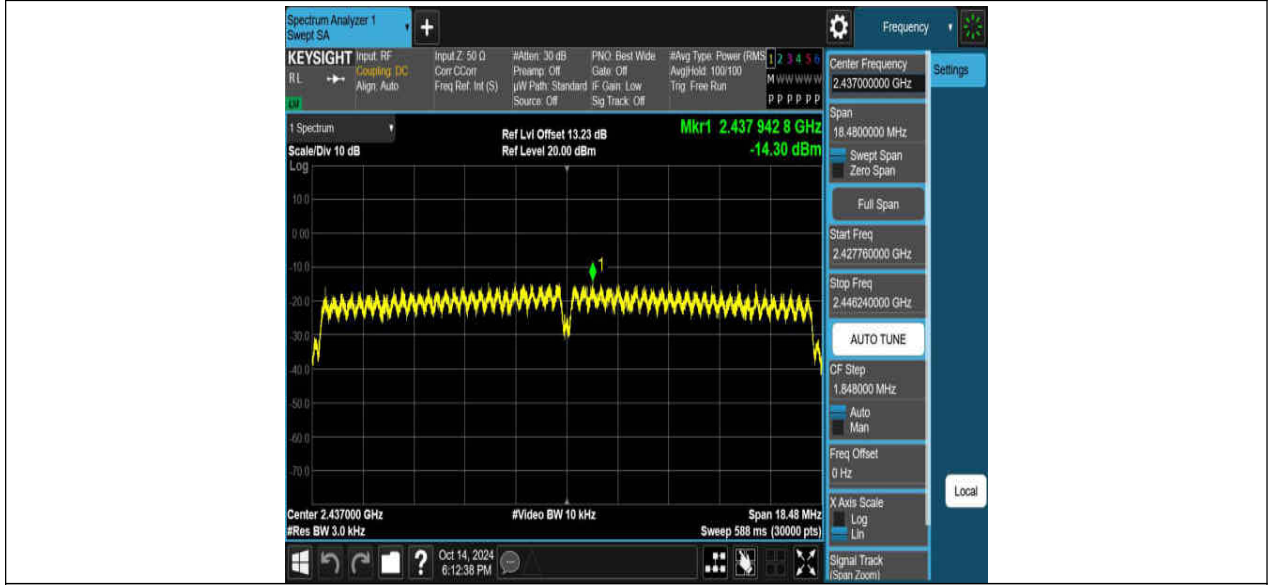 Spectrum Analyzer 1
Swept SA
+
Frequency
KEYSIGHT
RL
LW
Input: RF
Coupling: DC
Align: Auto
Input Z: 50 Ω
Corr CCorr
Freq Ref: Int (S)
#Atten: 30 dB
Preamp: Off
µW Path: Standard
Source: Off
PNO: Best Wide
Gate: Off
IF Gain: Low
Sig Track: Off
#Avg Type: Power (RMS
Avg|Hold: 100/100
Trig: Free Run
1 2 3 4 5 6
M W W W W W
P P P P P P
1 Spectrum
Scale/Div 10 dB
Log
Ref Lvl Offset 13.23 dB
Ref Level 20.00 dBm
Mkr1 2.437 942 8 GHz
-14.30 dBm
10.0
0.00
-10.0
-20.0
-30.0
-40.0
-50.0
-60.0
-70.0
1
Center 2.437000 GHz
#Res BW 3.0 kHz
#Video BW 10 kHz
Span 18.48 MHz
Sweep 588 ms (30000 pts)
?
Oct 14, 2024
6:12:38 PM
Center Frequency
2.437000000 GHz
Settings
Span
18.4800000 MHz
Swept Span
Zero Span
Full Span
Start Freq
2.427760000 GHz
Stop Freq
2.446240000 GHz
AUTO TUNE
CF Step
1.848000 MHz
Auto
Man
Freq Offset
0 Hz
X Axis Scale
Log
Lin
Local
Signal Track
(Span Zoom)